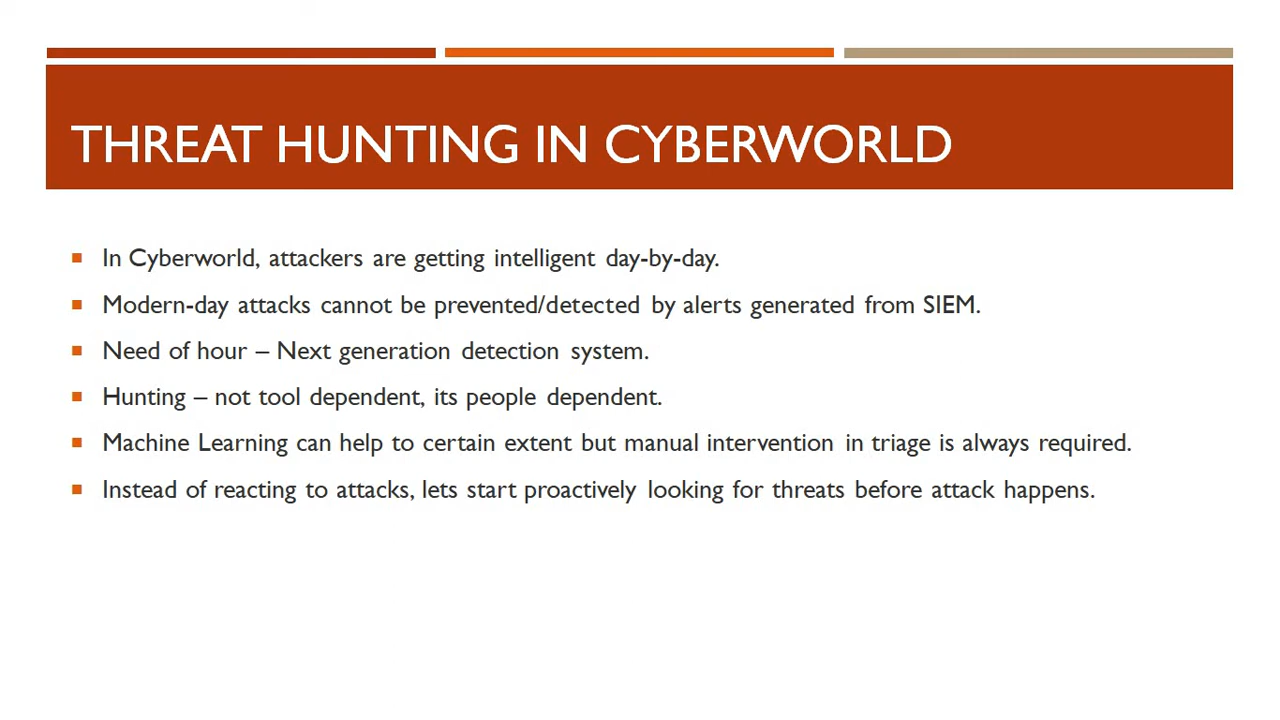 THREAT HUNTING IN CYBERWORLD
In Cyberworld, attackers are getting intelligent day-by-day.
Modern-day attacks cannot be prevented/detected by alerts generated from SIEM.
Need of hour – Next generation detection system.
Hunting – not tool dependent, its people dependent.
Machine Learning can help to certain extent but manual intervention in triage is always required.
Instead of reacting to attacks, lets start proactively looking for threats before attack happens.